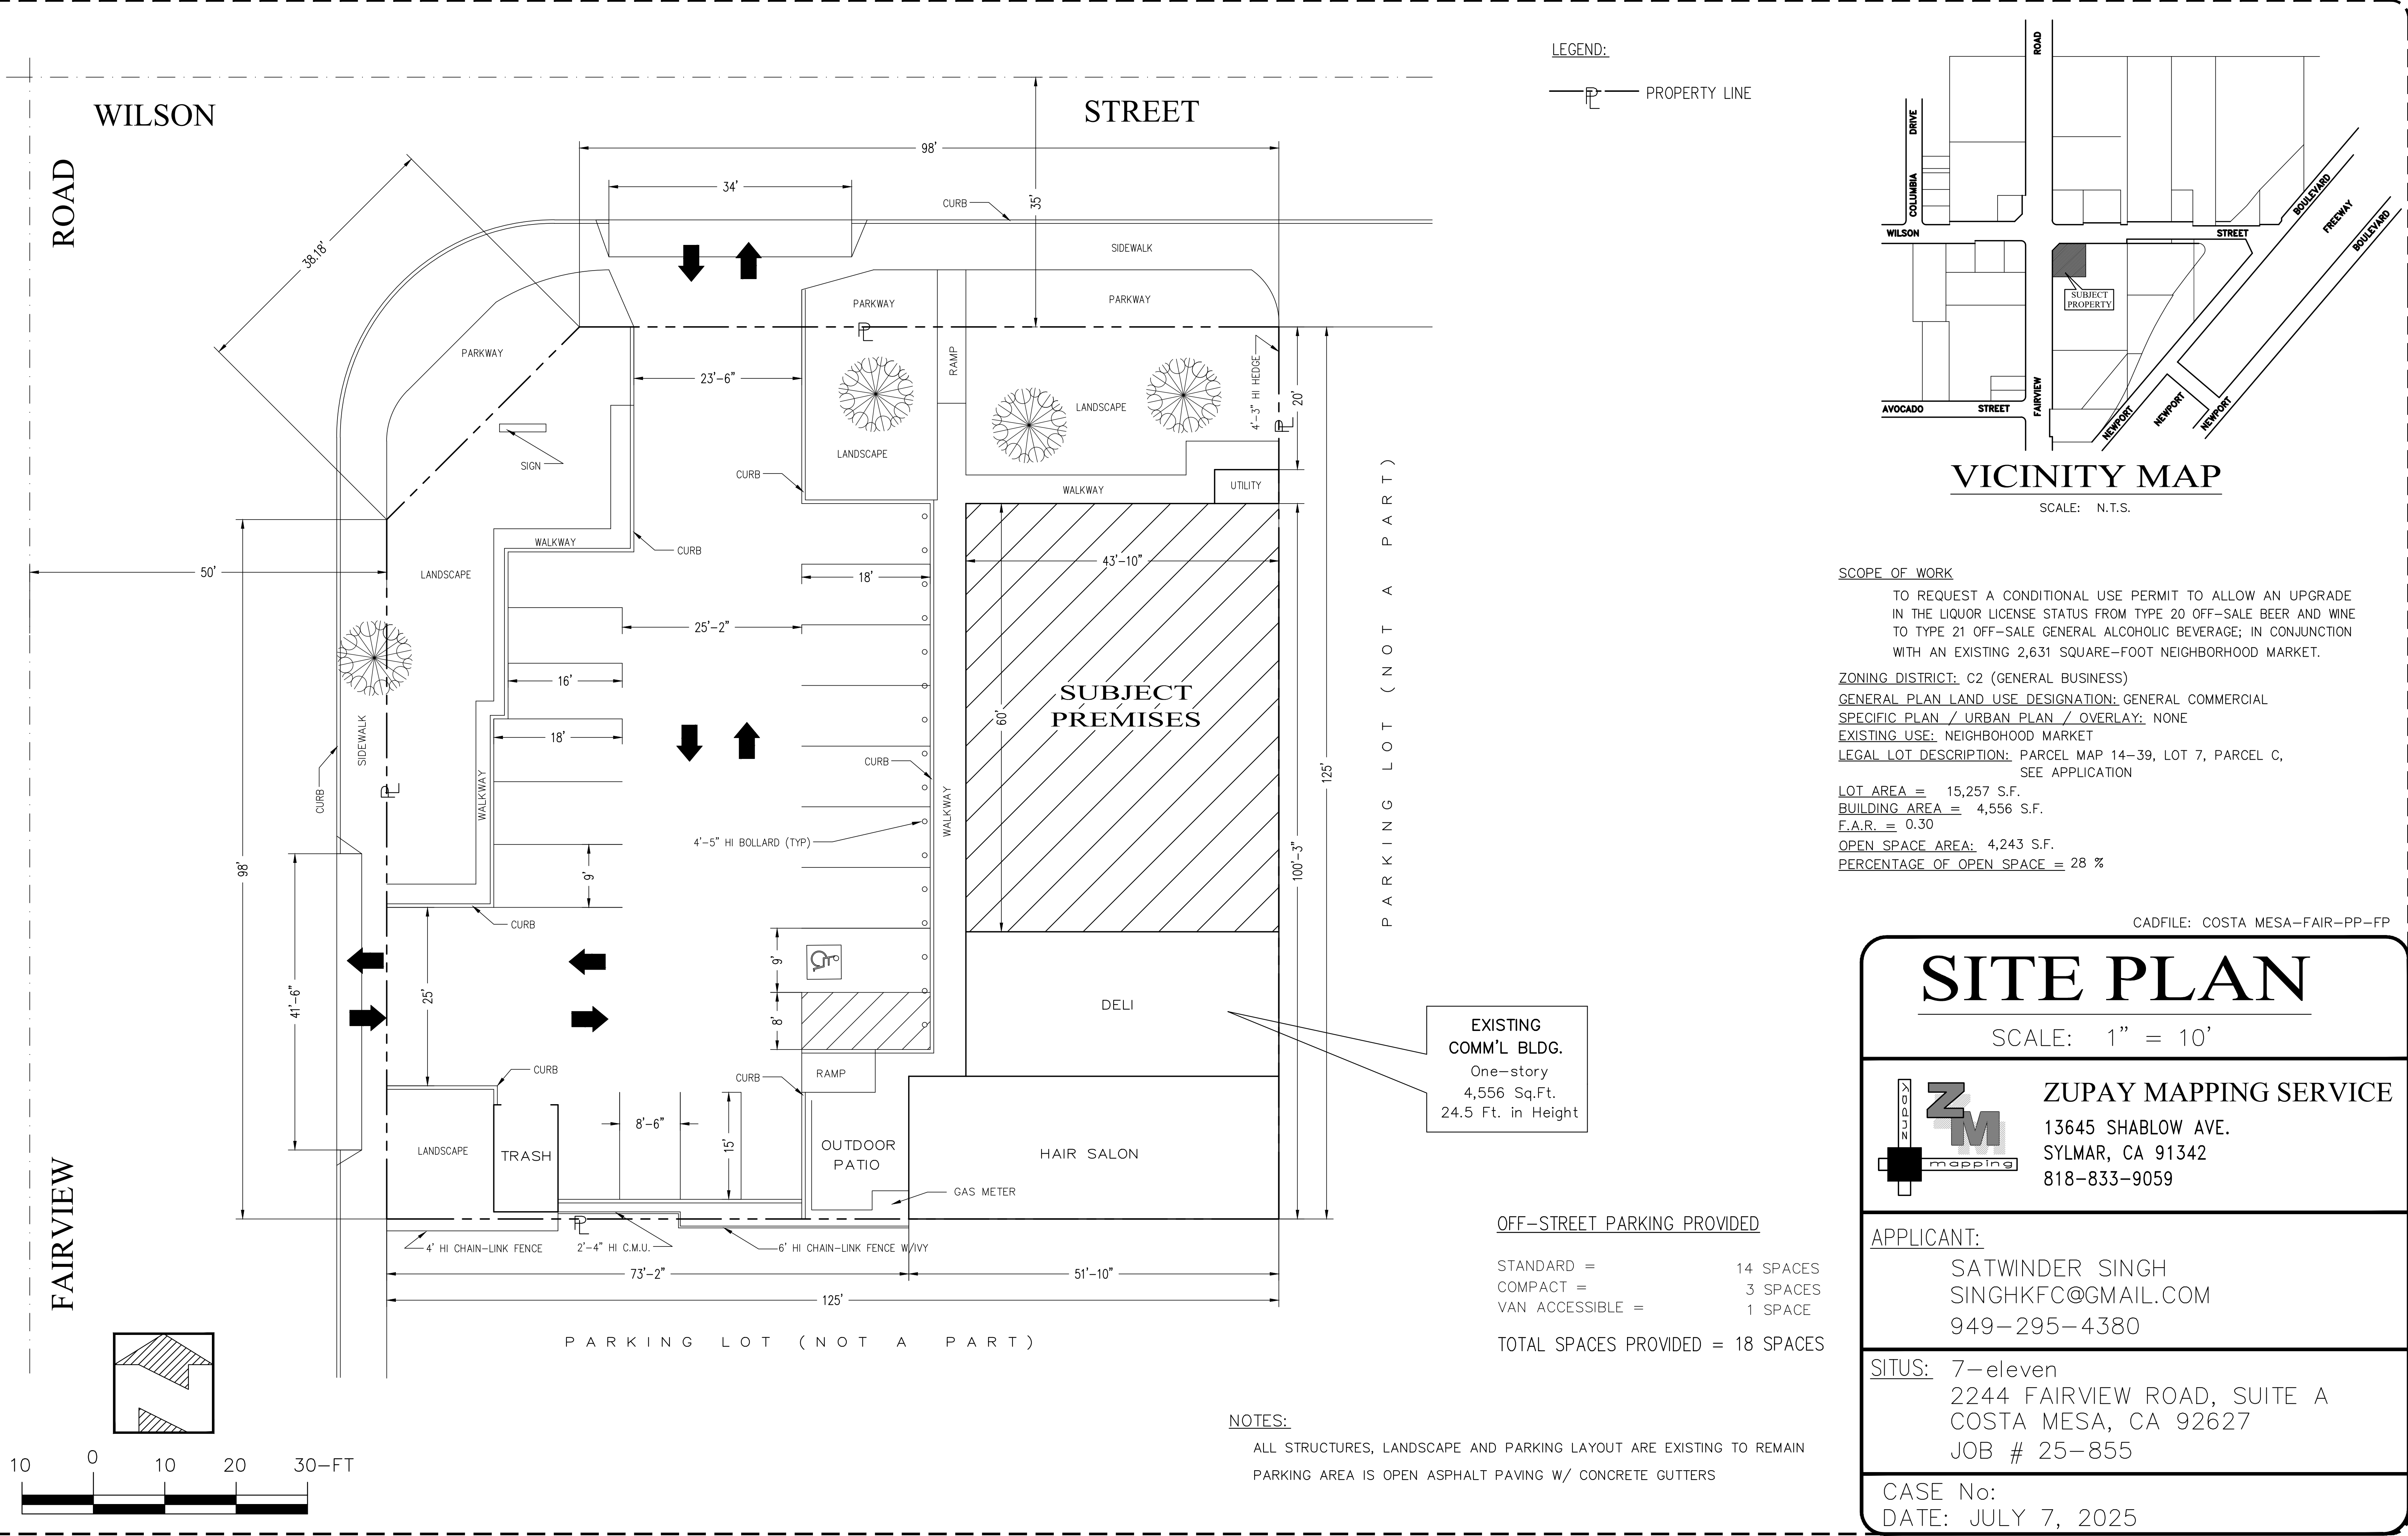 LEGEND:
PL PROPERTY LINE
WILSON STREET
ROAD
98'
34'
35'
CURB
SIDEWALK
38.18'
PARKWAY
PARKWAY
PARKWAY
PL
RAMP
23'-6"
4'-3" HI HEDGE
20'
LANDSCAPE
PL
SIGN
LANDSCAPE
CURB
UTILITY
WALKWAY
WALKWAY
CURB
50'
LANDSCAPE
18'
43'-10"
25'-2"
16'
60'
SUBJECT
PREMISES
18'
SIDEWALK
CURB
PL
WALKWAY
CURB
WALKWAY
4'-5" HI BOLLARD (TYP)
98'
9'
125'
100'-3"
PARKING LOT (NOT A PART)
CURB
25'
41'-6"
9'
8'
DELI
EXISTING
COMM'L BLDG.
One-story
4,556 Sq.Ft.
24.5 Ft. in Height
CURB
CURB
RAMP
8'-6"
15'
LANDSCAPE
TRASH
OUTDOOR
PATIO
HAIR SALON
GAS METER
FAIRVIEW
PL
4' HI CHAIN-LINK FENCE
2'-4" HI C.M.U.
6' HI CHAIN-LINK FENCE W/IVY
73'-2"
51'-10"
125'
PARKING LOT (NOT A PART)
10 0 10 20 30-FT
OFF-STREET PARKING PROVIDED
STANDARD = 14 SPACES
COMPACT = 3 SPACES
VAN ACCESSIBLE = 1 SPACE
TOTAL SPACES PROVIDED = 18 SPACES
NOTES:
ALL STRUCTURES, LANDSCAPE AND PARKING LAYOUT ARE EXISTING TO REMAIN
PARKING AREA IS OPEN ASPHALT PAVING W/ CONCRETE GUTTERS
ROAD
COLUMBIA DRIVE
WILSON STREET
BOULEVARD
FREEWAY
BOULEVARD
SUBJECT
PROPERTY
FAIRVIEW
AVOCADO STREET
NEWPORT
NEWPORT
NEWPORT
VICINITY MAP
SCALE: N.T.S.
SCOPE OF WORK
TO REQUEST A CONDITIONAL USE PERMIT TO ALLOW AN UPGRADE
IN THE LIQUOR LICENSE STATUS FROM TYPE 20 OFF-SALE BEER AND WINE
TO TYPE 21 OFF-SALE GENERAL ALCOHOLIC BEVERAGE; IN CONJUNCTION
WITH AN EXISTING 2,631 SQUARE-FOOT NEIGHBORHOOD MARKET.
ZONING DISTRICT: C2 (GENERAL BUSINESS)
GENERAL PLAN LAND USE DESIGNATION: GENERAL COMMERCIAL
SPECIFIC PLAN / URBAN PLAN / OVERLAY: NONE
EXISTING USE: NEIGHBOHOOD MARKET
LEGAL LOT DESCRIPTION: PARCEL MAP 14-39, LOT 7, PARCEL C,
SEE APPLICATION
LOT AREA = 15,257 S.F.
BUILDING AREA = 4,556 S.F.
F.A.R. = 0.30
OPEN SPACE AREA: 4,243 S.F.
PERCENTAGE OF OPEN SPACE = 28 %
CADFILE: COSTA MESA-FAIR-PP-FP
SITE PLAN
SCALE: 1" = 10'
zupay
ZM
mapping
ZUPAY MAPPING SERVICE
13645 SHABLOW AVE.
SYLMAR, CA 91342
818-833-9059
APPLICANT:
SATWINDER SINGH
SINGHKFC@GMAIL.COM
949-295-4380
SITUS: 7-eleven
2244 FAIRVIEW ROAD, SUITE A
COSTA MESA, CA 92627
JOB # 25-855
CASE No:
DATE: JULY 7, 2025